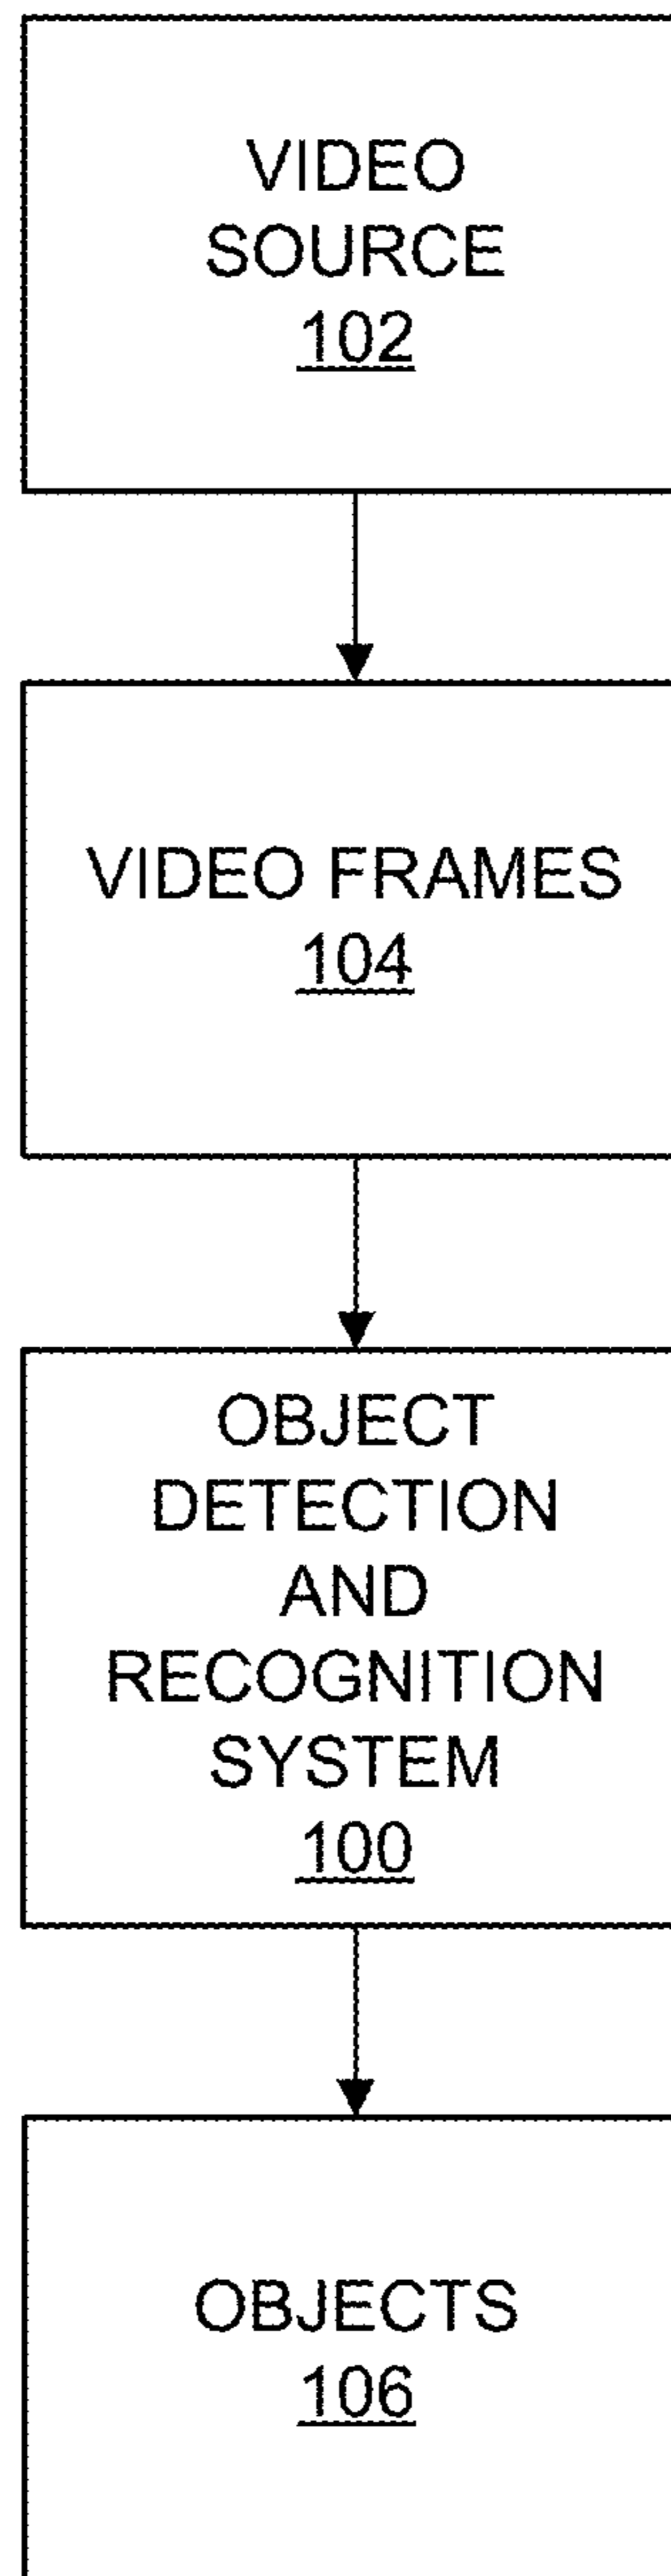 VIDEO
SOURCE
102
VIDEO FRAMES
104
OBJECT
DETECTION
AND
RECOGNITION
SYSTEM
100
OBJECTS
106